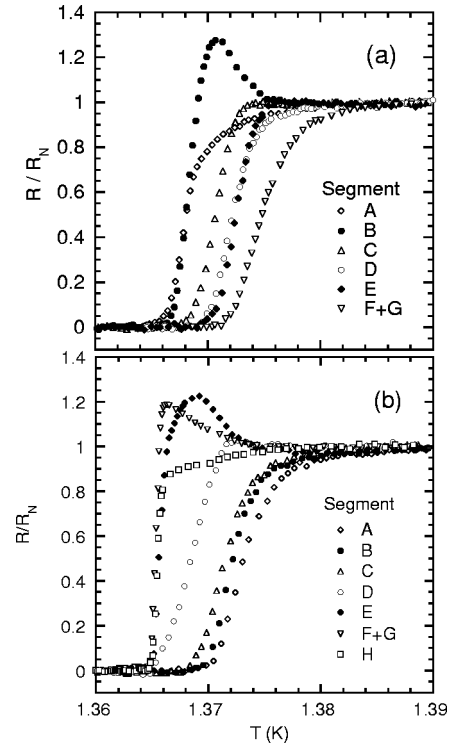 1.4
(a)
1.2
1
0.8
R / R_N
0.6
0.4
0.2
0
Segment
A
B
C
D
E
F+G
1.4
(b)
1.2
1
0.8
R/R_N
0.6
0.4
0.2
0
Segment
A
B
C
D
E
F+G
H
1.36
1.37
1.38
1.39
T (K)